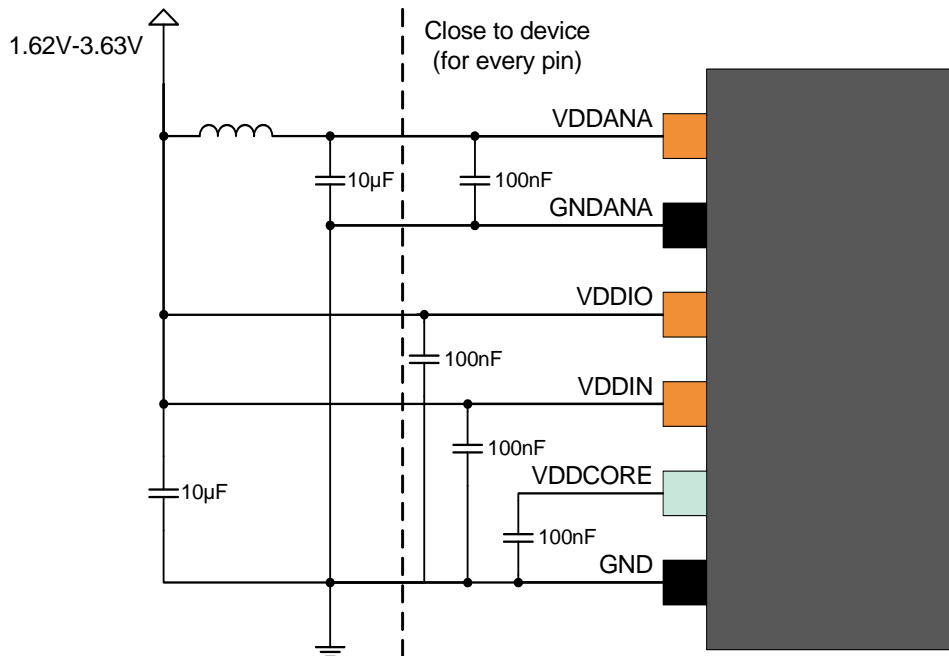 1.62V-3.63V
Close to device
(for every pin)
VDDANA
10µF
100nF
GNDANA
VDDIO
100nF
VDDIN
100nF
VDDCORE
10µF
100nF
GND